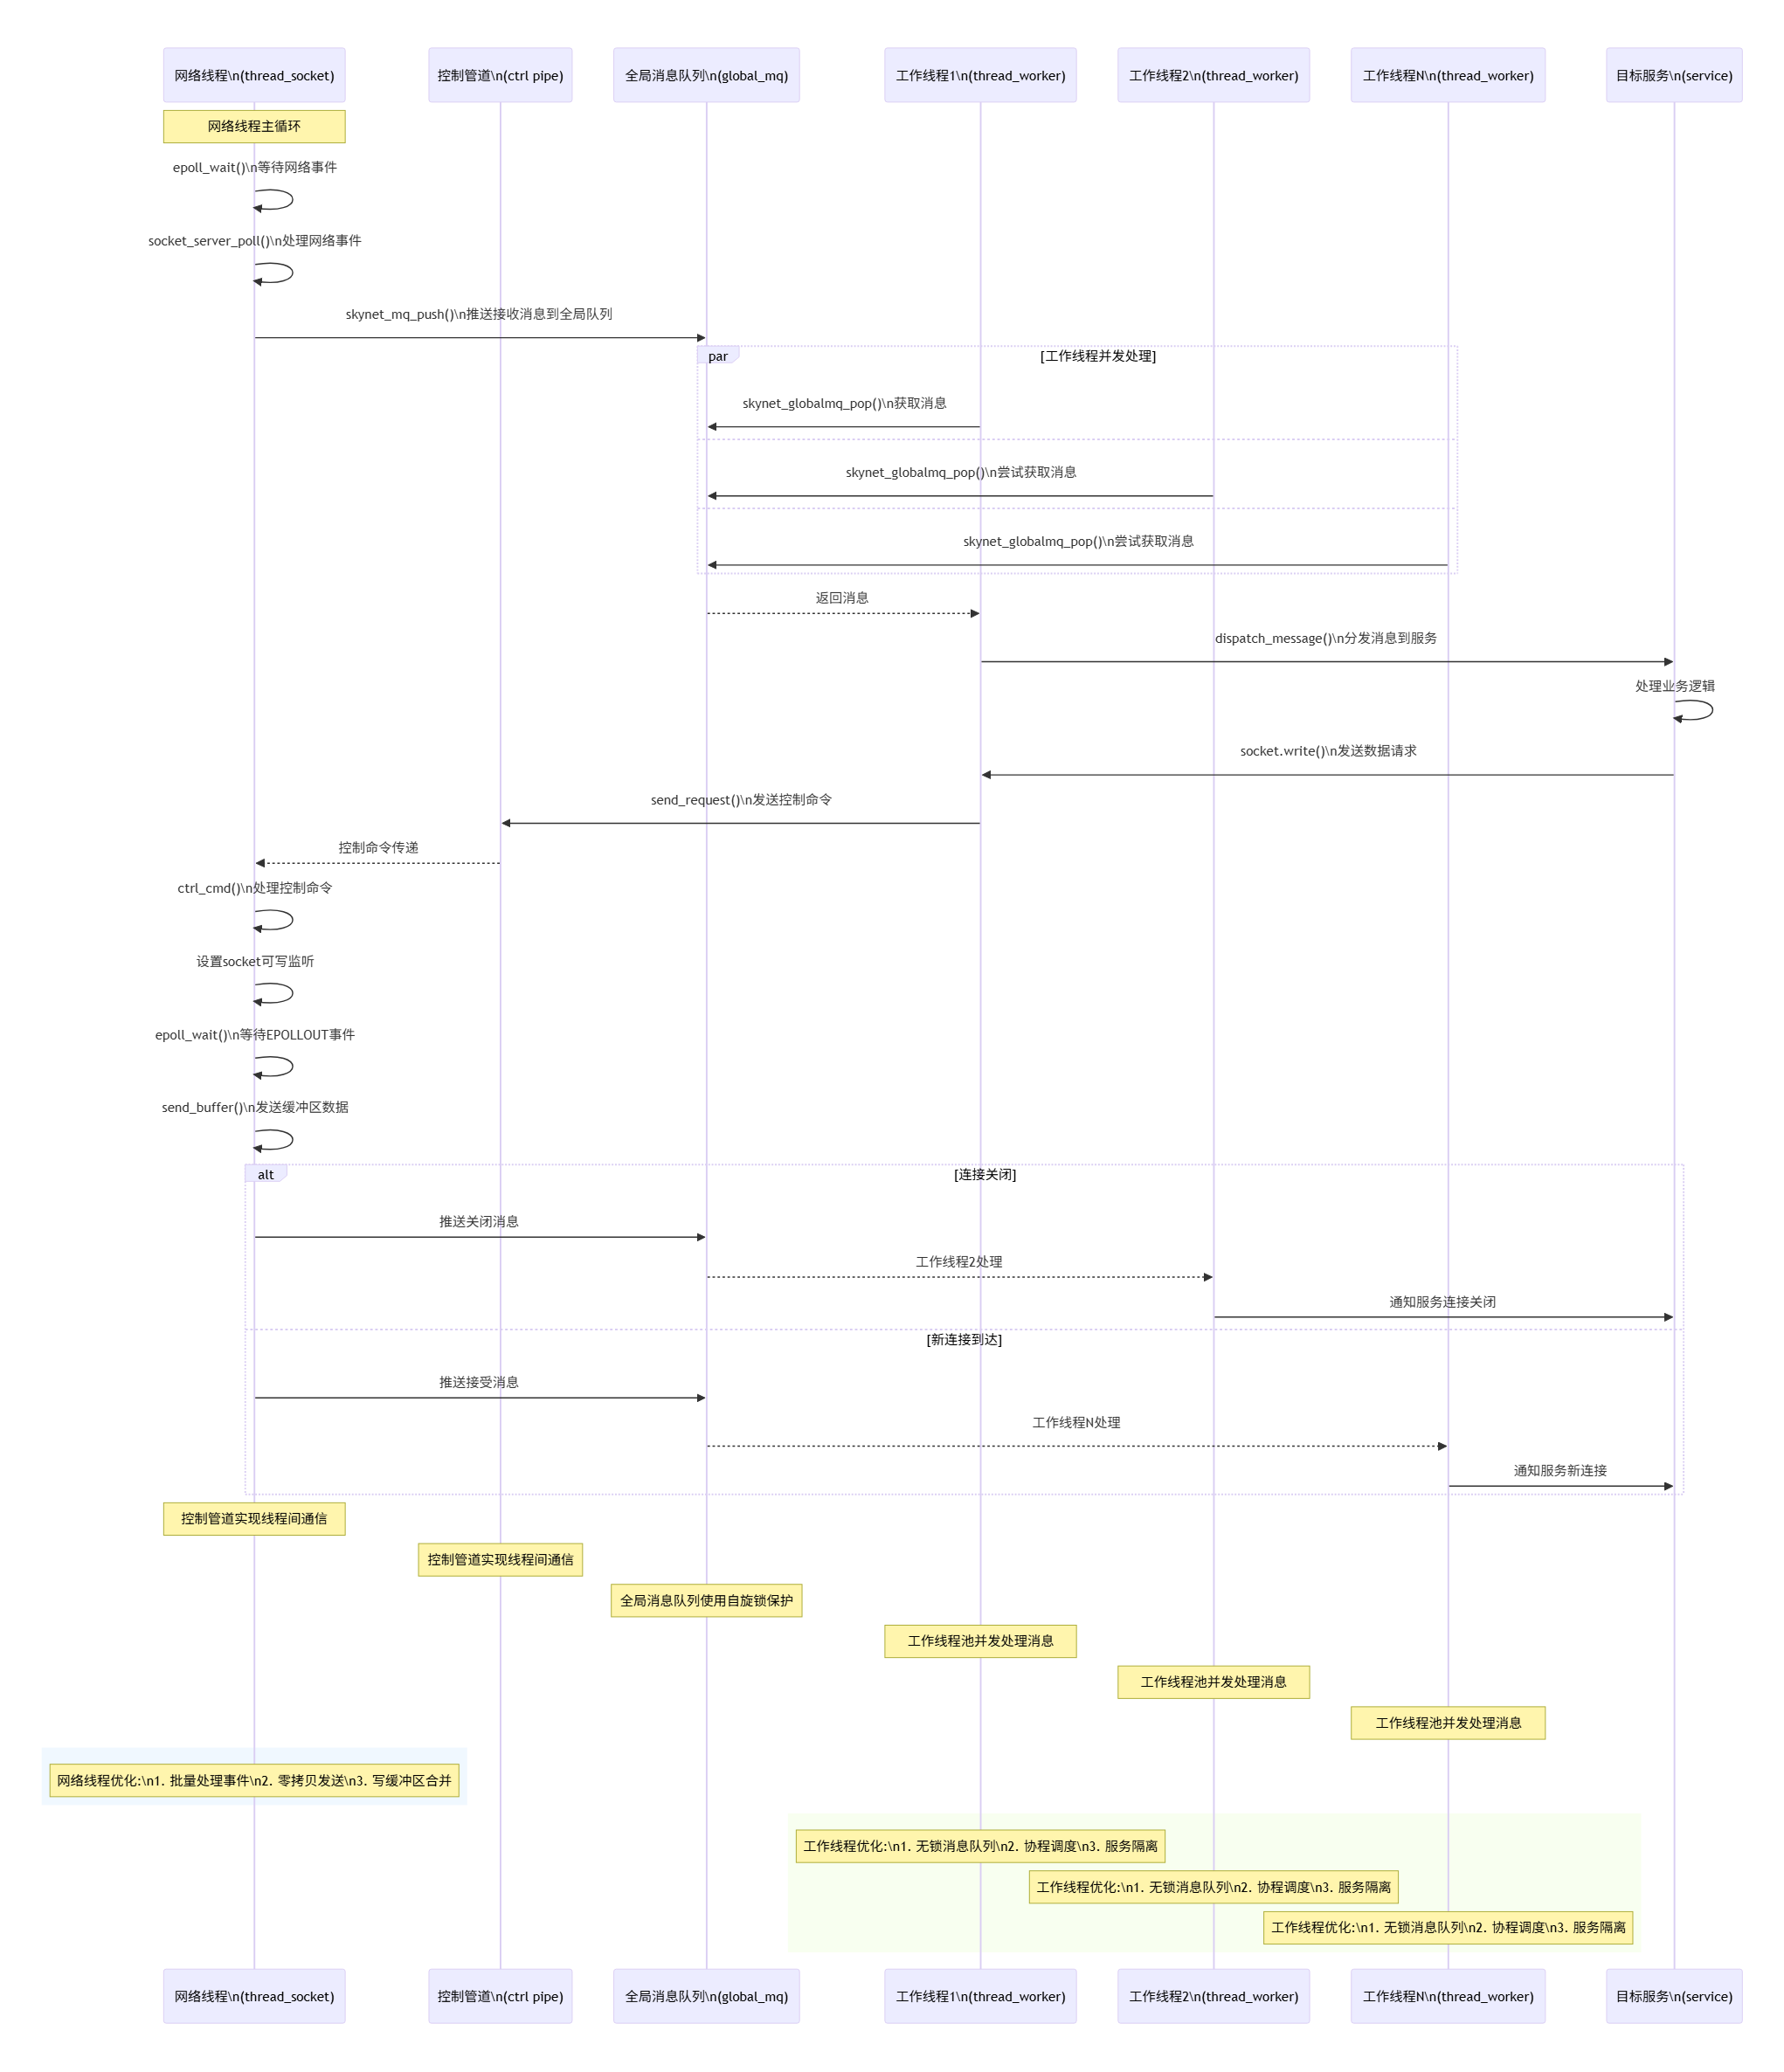 网络线程\n(thread_socket)
控制管道\n(ctrl pipe)
全局消息队列\n(global_mq)
工作线程1\n(thread_worker)
工作线程2\n(thread_worker)
工作线程N\n(thread_worker)
目标服务\n(service)
网络线程主循环
epoll_wait()\n等待网络事件
socket_server_poll()\n处理网络事件
skynet_mq_push()\n推送接收消息到全局队列
par
[工作线程并发处理]
skynet_globalmq_pop()\n获取消息
skynet_globalmq_pop()\n尝试获取消息
skynet_globalmq_pop()\n尝试获取消息
返回消息
dispatch_message()\n分发消息到服务
处理业务逻辑
socket.write()\n发送数据请求
send_request()\n发送控制命令
控制命令传递
ctrl_cmd()\n处理控制命令
设置socket可写监听
epoll_wait()\n等待EPOLLOUT事件
send_buffer()\n发送缓冲区数据
alt
[连接关闭]
推送关闭消息
工作线程2处理
通知服务连接关闭
[新连接到达]
推送接受消息
工作线程N处理
通知服务新连接
控制管道实现线程间通信
控制管道实现线程间通信
全局消息队列使用自旋锁保护
工作线程池并发处理消息
工作线程池并发处理消息
工作线程池并发处理消息
网络线程优化:\n1. 批量处理事件\n2. 零拷贝发送\n3. 写缓冲区合并
工作线程优化:\n1. 无锁消息队列\n2. 协程调度\n3. 服务隔离
工作线程优化:\n1. 无锁消息队列\n2. 协程调度\n3. 服务隔离
工作线程优化:\n1. 无锁消息队列\n2. 协程调度\n3. 服务隔离
网络线程\n(thread_socket)
控制管道\n(ctrl pipe)
全局消息队列\n(global_mq)
工作线程1\n(thread_worker)
工作线程2\n(thread_worker)
工作线程N\n(thread_worker)
目标服务\n(service)